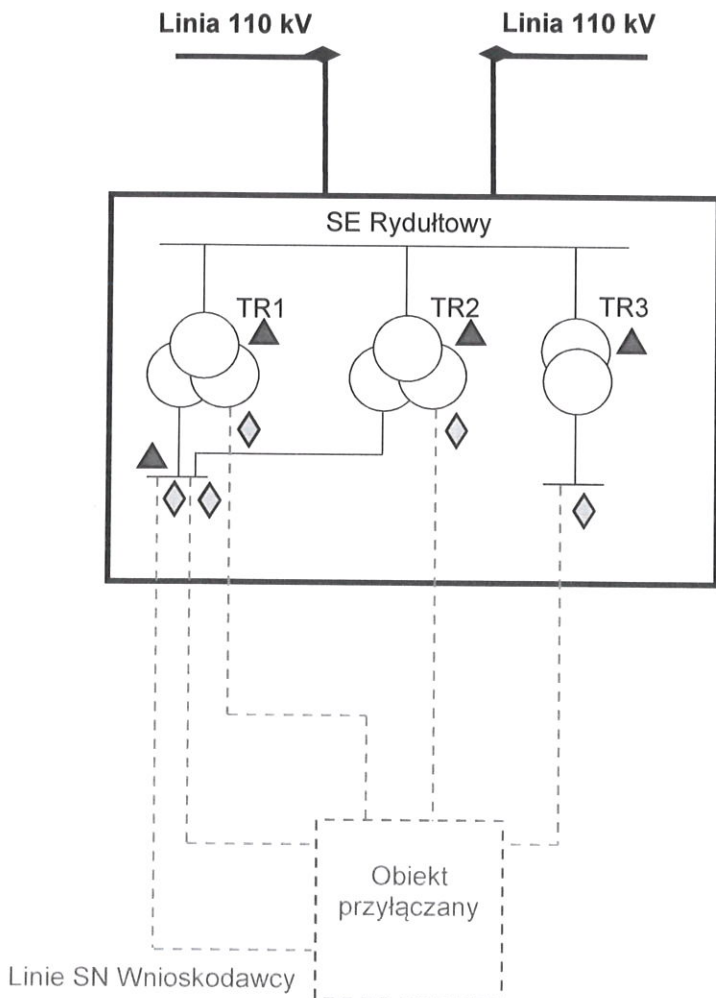 Linia 110 kV
Linia 110 kV
SE Rydułtowy
TR1
TR2
TR3
Obiekt
przyłączany
Linie SN Wnioskodawcy